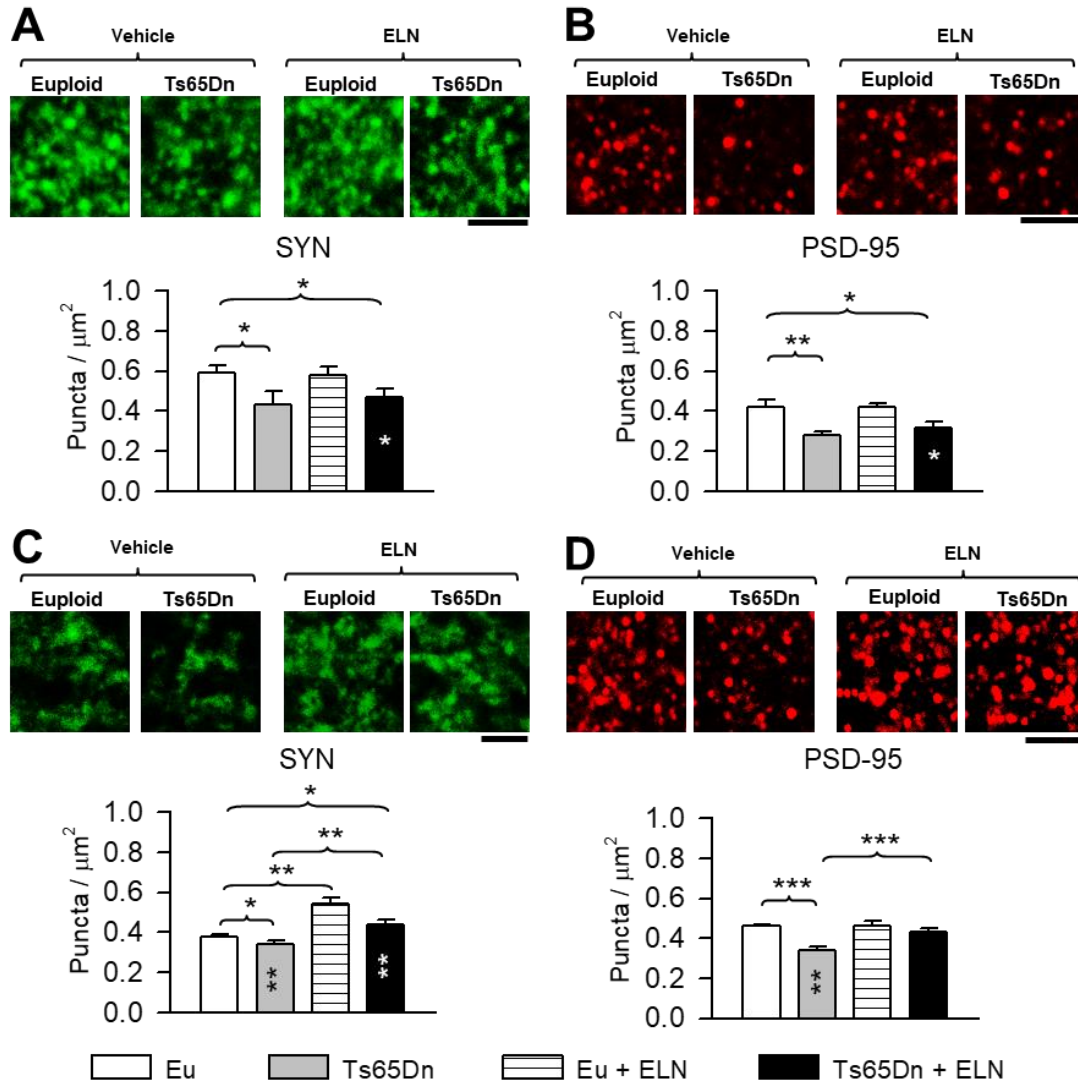 A
Vehicle ELN
Euploid Ts65Dn Euploid Ts65Dn
SYN
*
*
1.0
0.8
0.6
0.4
0.2
0.0
Puncta / μm²
*
B
Vehicle ELN
Euploid Ts65Dn Euploid Ts65Dn
PSD-95
*
**
1.0
0.8
0.6
0.4
0.2
0.0
Puncta μm²
*
C
Vehicle ELN
Euploid Ts65Dn Euploid Ts65Dn
SYN
*
**
**
*
1.0
0.8
0.6
0.4
0.2
0.0
Puncta / μm²
**
**
D
Vehicle ELN
Euploid Ts65Dn Euploid Ts65Dn
PSD-95
***
***
1.0
0.8
0.6
0.4
0.2
0.0
Puncta / μm²
**
Eu Ts65Dn Eu + ELN Ts65Dn + ELN